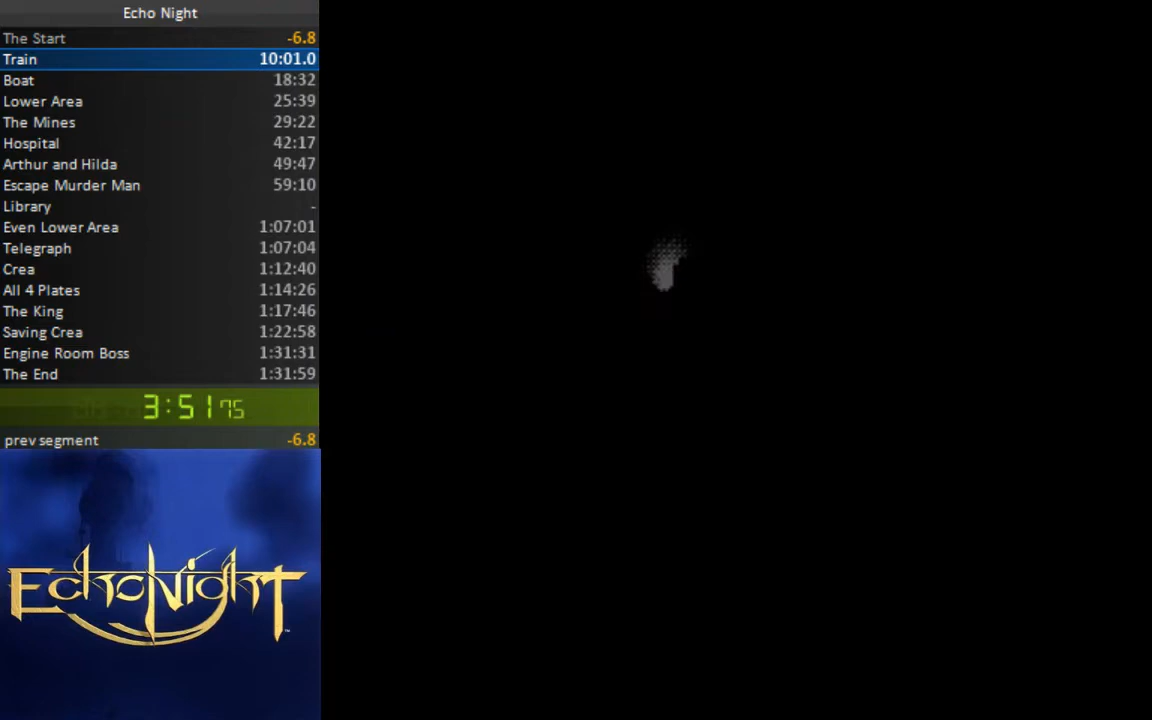 Echo Night
The Start -6.8
Train 10:01.0
Boat 18:32
Lower Area 25:39
The Mines 29:22
Hospital 42:17
Arthur and Hilda 49:47
Escape Murder Man 59:10
Library -
Even Lower Area 1:07:01
Telegraph 1:07:04
Crea 1:12:40
All 4 Plates 1:14:26
The King 1:17:46
Saving Crea 1:22:58
Engine Room Boss 1:31:31
The End 1:31:59
3:51 75
prev segment -6.8
Echo Night™